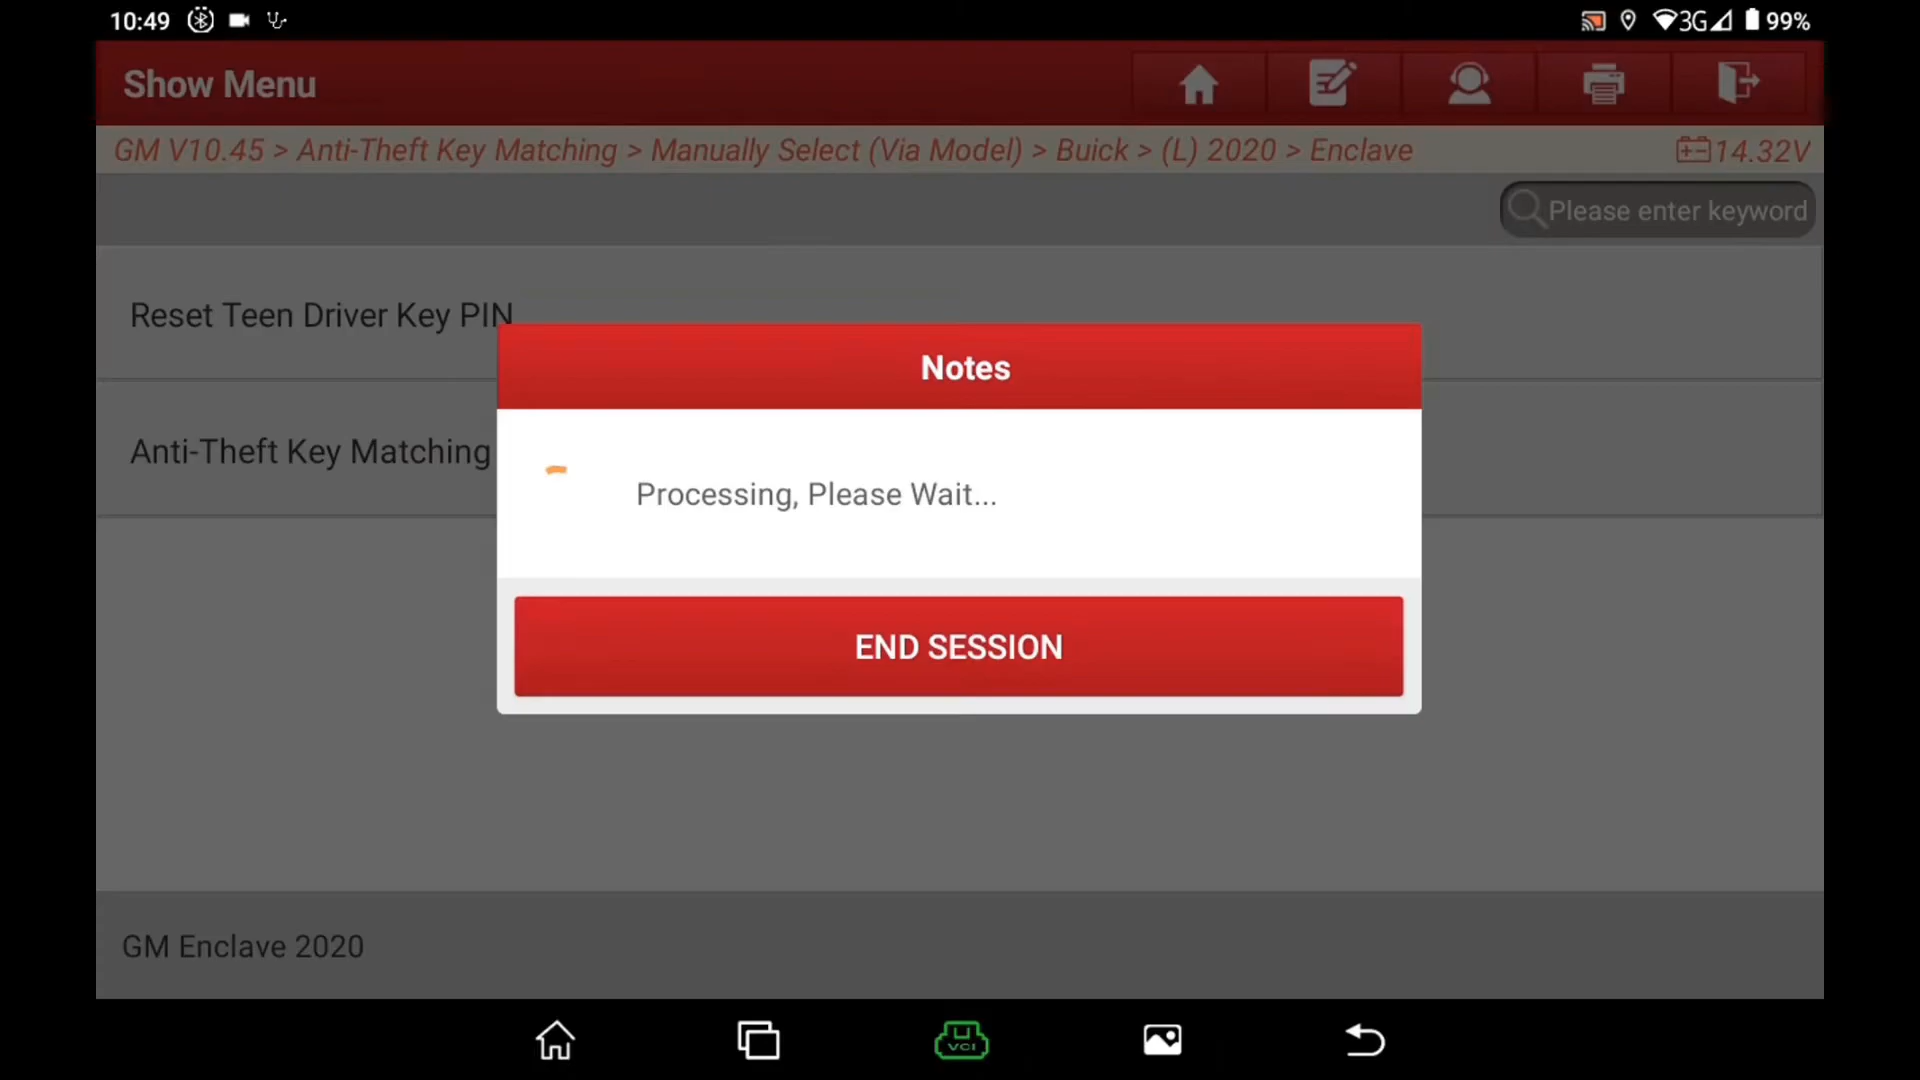 10:49
3G 99%
Show Menu
GM V10.45 > Anti-Theft Key Matching > Manually Select (Via Model) > Buick > (L) 2020 > Enclave
14.32V
Please enter keyword
Reset Teen Driver Key PIN
Anti-Theft Key Matching
Notes
Processing, Please Wait...
END SESSION
GM Enclave 2020
VCI